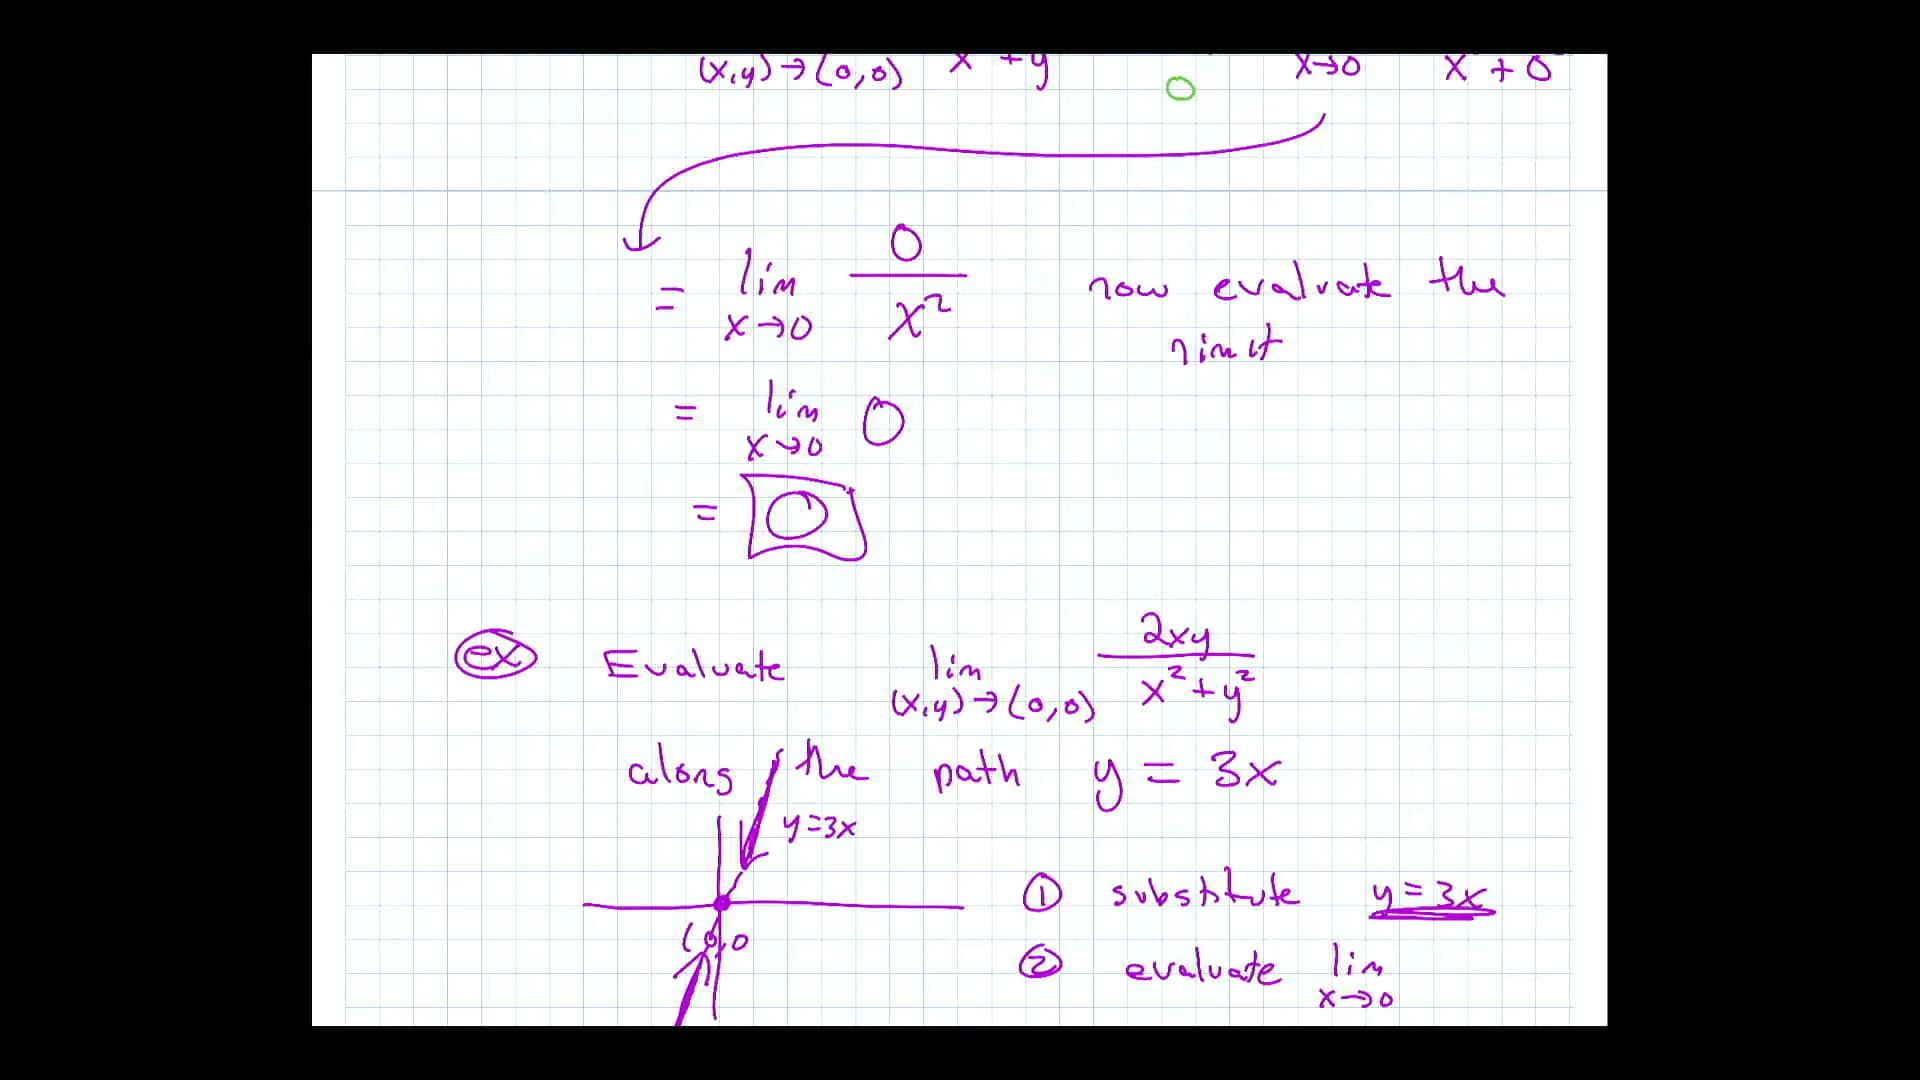 (x,y)→(0,0) x + y 0 x→0 x + 0
= lim x→0 0/x² now evaluate the
limit
= lim x→0 0
= 0
ex Evaluate lim (x,y)→(0,0) 2xy/x²+y²
along the path y = 3x
y=3x
① substitute y=3x
(0,0
② evaluate lim x→0